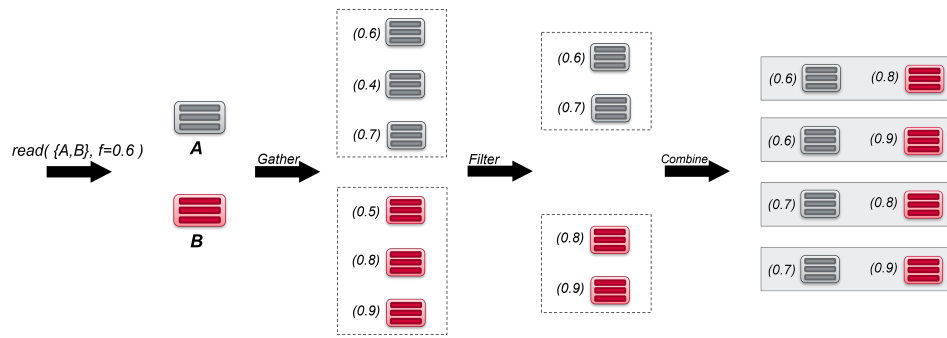 read( {A,B}, f=0.6 )
A
B
Gather
(0.6)
(0.4)
(0.7)
(0.5)
(0.8)
(0.9)
Filter
(0.6)
(0.7)
(0.8)
(0.9)
Combine
(0.6) (0.8)
(0.6) (0.9)
(0.7) (0.8)
(0.7) (0.9)